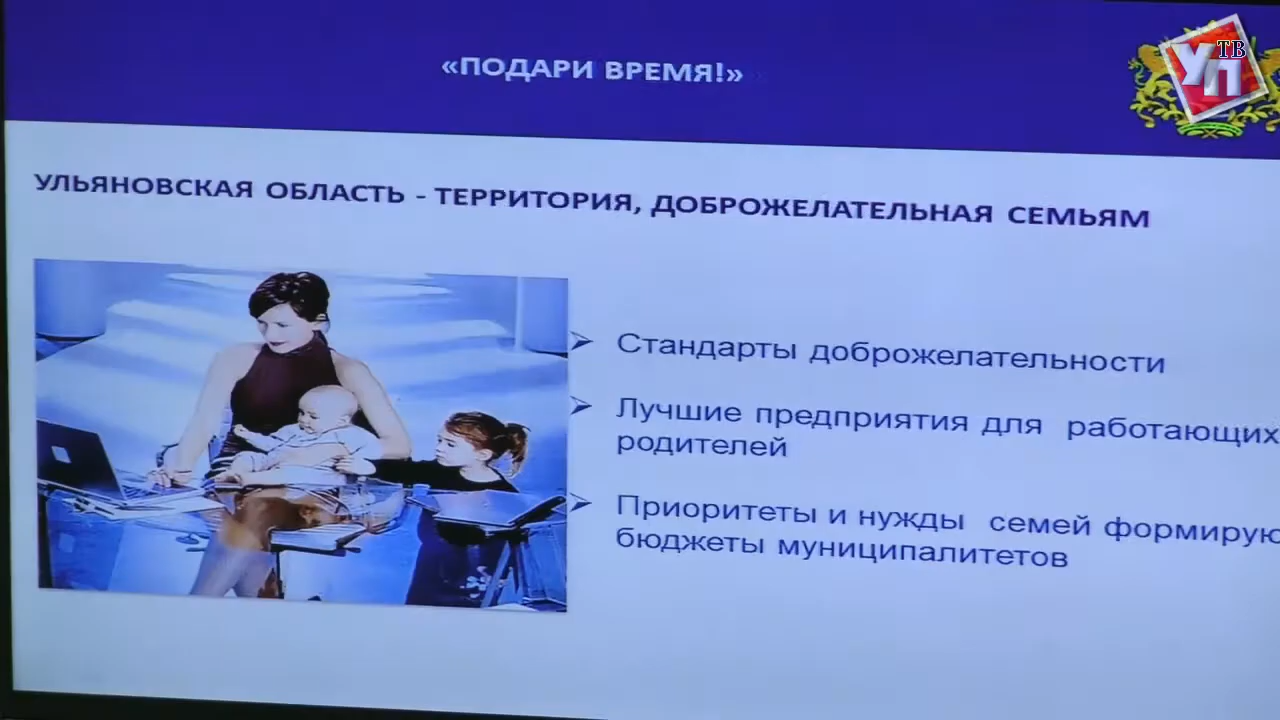 «ПОДАРИ ВРЕМЯ!»
УП ТВ
УЛЬЯНОВСКАЯ ОБЛАСТЬ - ТЕРРИТОРИЯ, ДОБРОЖЕЛАТЕЛЬНАЯ СЕМЬЯМ
Стандарты доброжелательности
Лучшие предприятия для работающих
родителей
Приоритеты и нужды семей формирую
бюджеты муниципалитетов